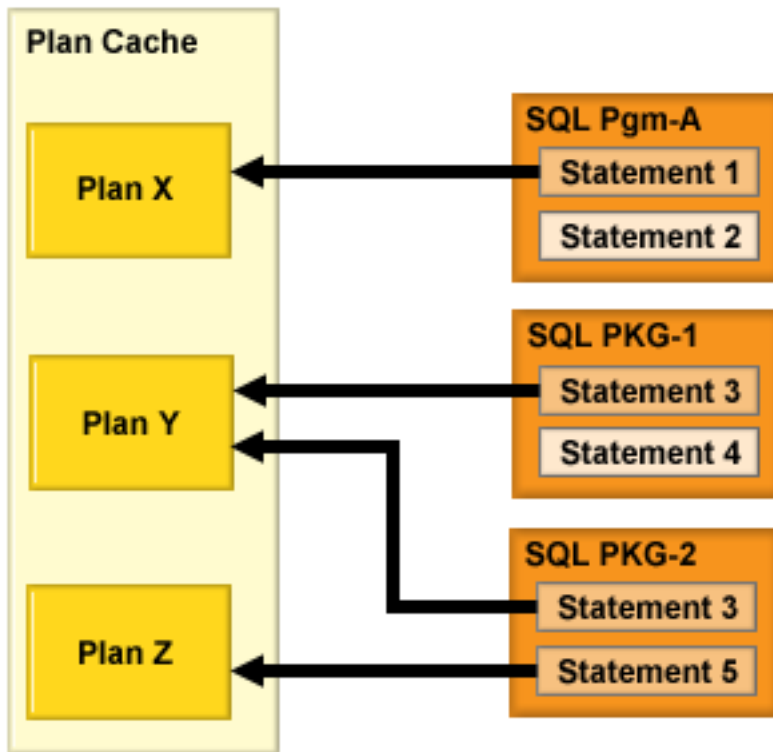 Plan Cache
Plan X
Plan Y
Plan Z
SQL Pgm-A
Statement 1
Statement 2
SQL PKG-1
Statement 3
Statement 4
SQL PKG-2
Statement 3
Statement 5